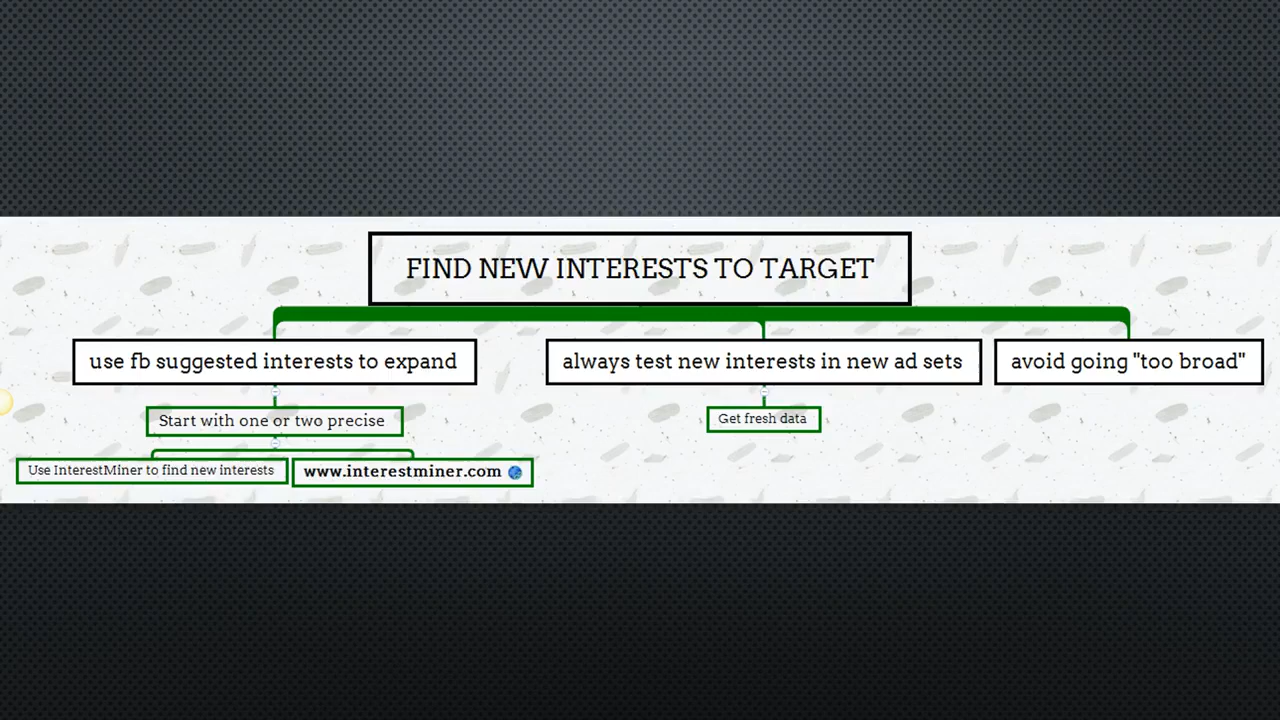 FIND NEW INTERESTS TO TARGET
use fb suggested interests to expand
always test new interests in new ad sets
avoid going "too broad"
Start with one or two precise
Get fresh data
Use InterestMiner to find new interests
www.interestminer.com